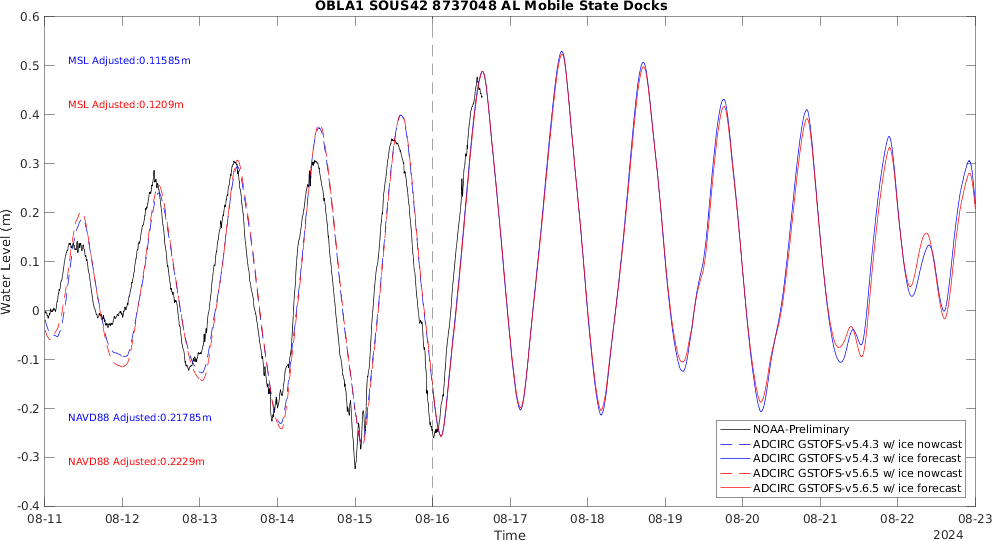 OBLA1 SOUS42 8737048 AL Mobile State Docks
0.6
0.5
0.4
0.3
0.2
0.1
0
-0.1
-0.2
-0.3
-0.4
Water Level (m)
MSL Adjusted:0.11585m
MSL Adjusted:0.1209m
NAVD88 Adjusted:0.21785m
NAVD88 Adjusted:0.2229m
NOAA-Preliminary
ADCIRC GSTOFS-v5.4.3 w/ ice nowcast
ADCIRC GSTOFS-v5.4.3 w/ ice forecast
ADCIRC GSTOFS-v5.6.5 w/ ice nowcast
ADCIRC GSTOFS-v5.6.5 w/ ice forecast
08-11 08-12 08-13 08-14 08-15 08-16 08-17 08-18 08-19 08-20 08-21 08-22 08-23
Time
2024